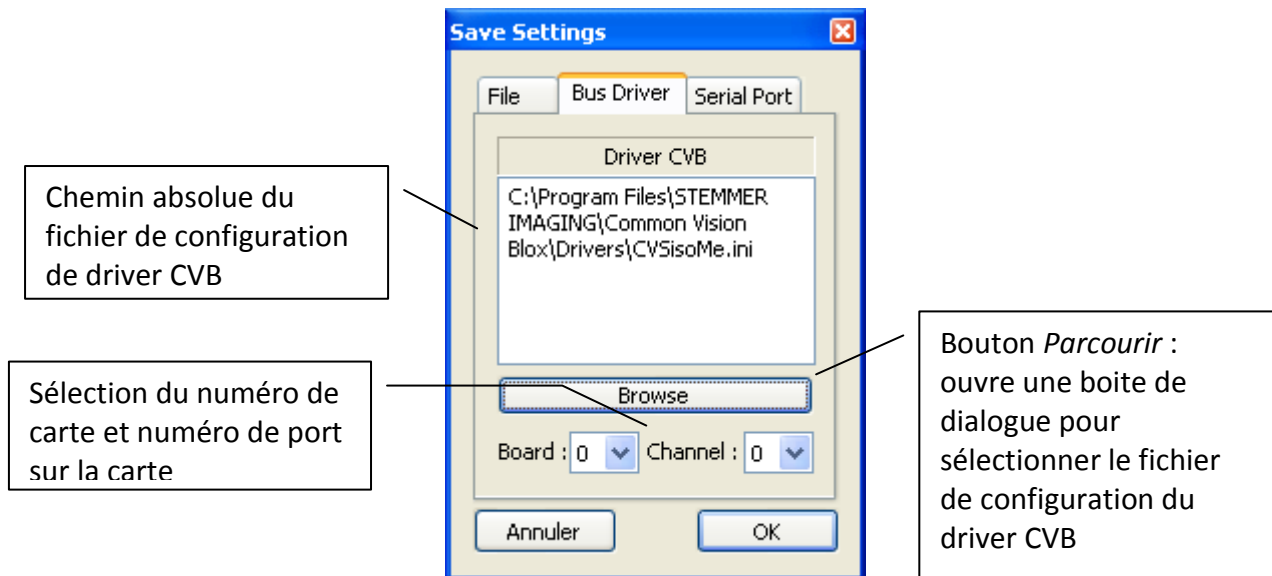 Save Settings
File Bus Driver Serial Port
Driver CVB
C:\Program Files\STEMMER
IMAGING\Common Vision
Blox\Drivers\CVSisoMe.ini
Browse
Board : 0 Channel : 0
Annuler OK
Chemin absolue du
fichier de configuration
de driver CVB
Sélection du numéro de
carte et numéro de port
sur la carte
Bouton Parcourir :
ouvre une boite de
dialogue pour
sélectionner le fichier
de configuration du
driver CVB